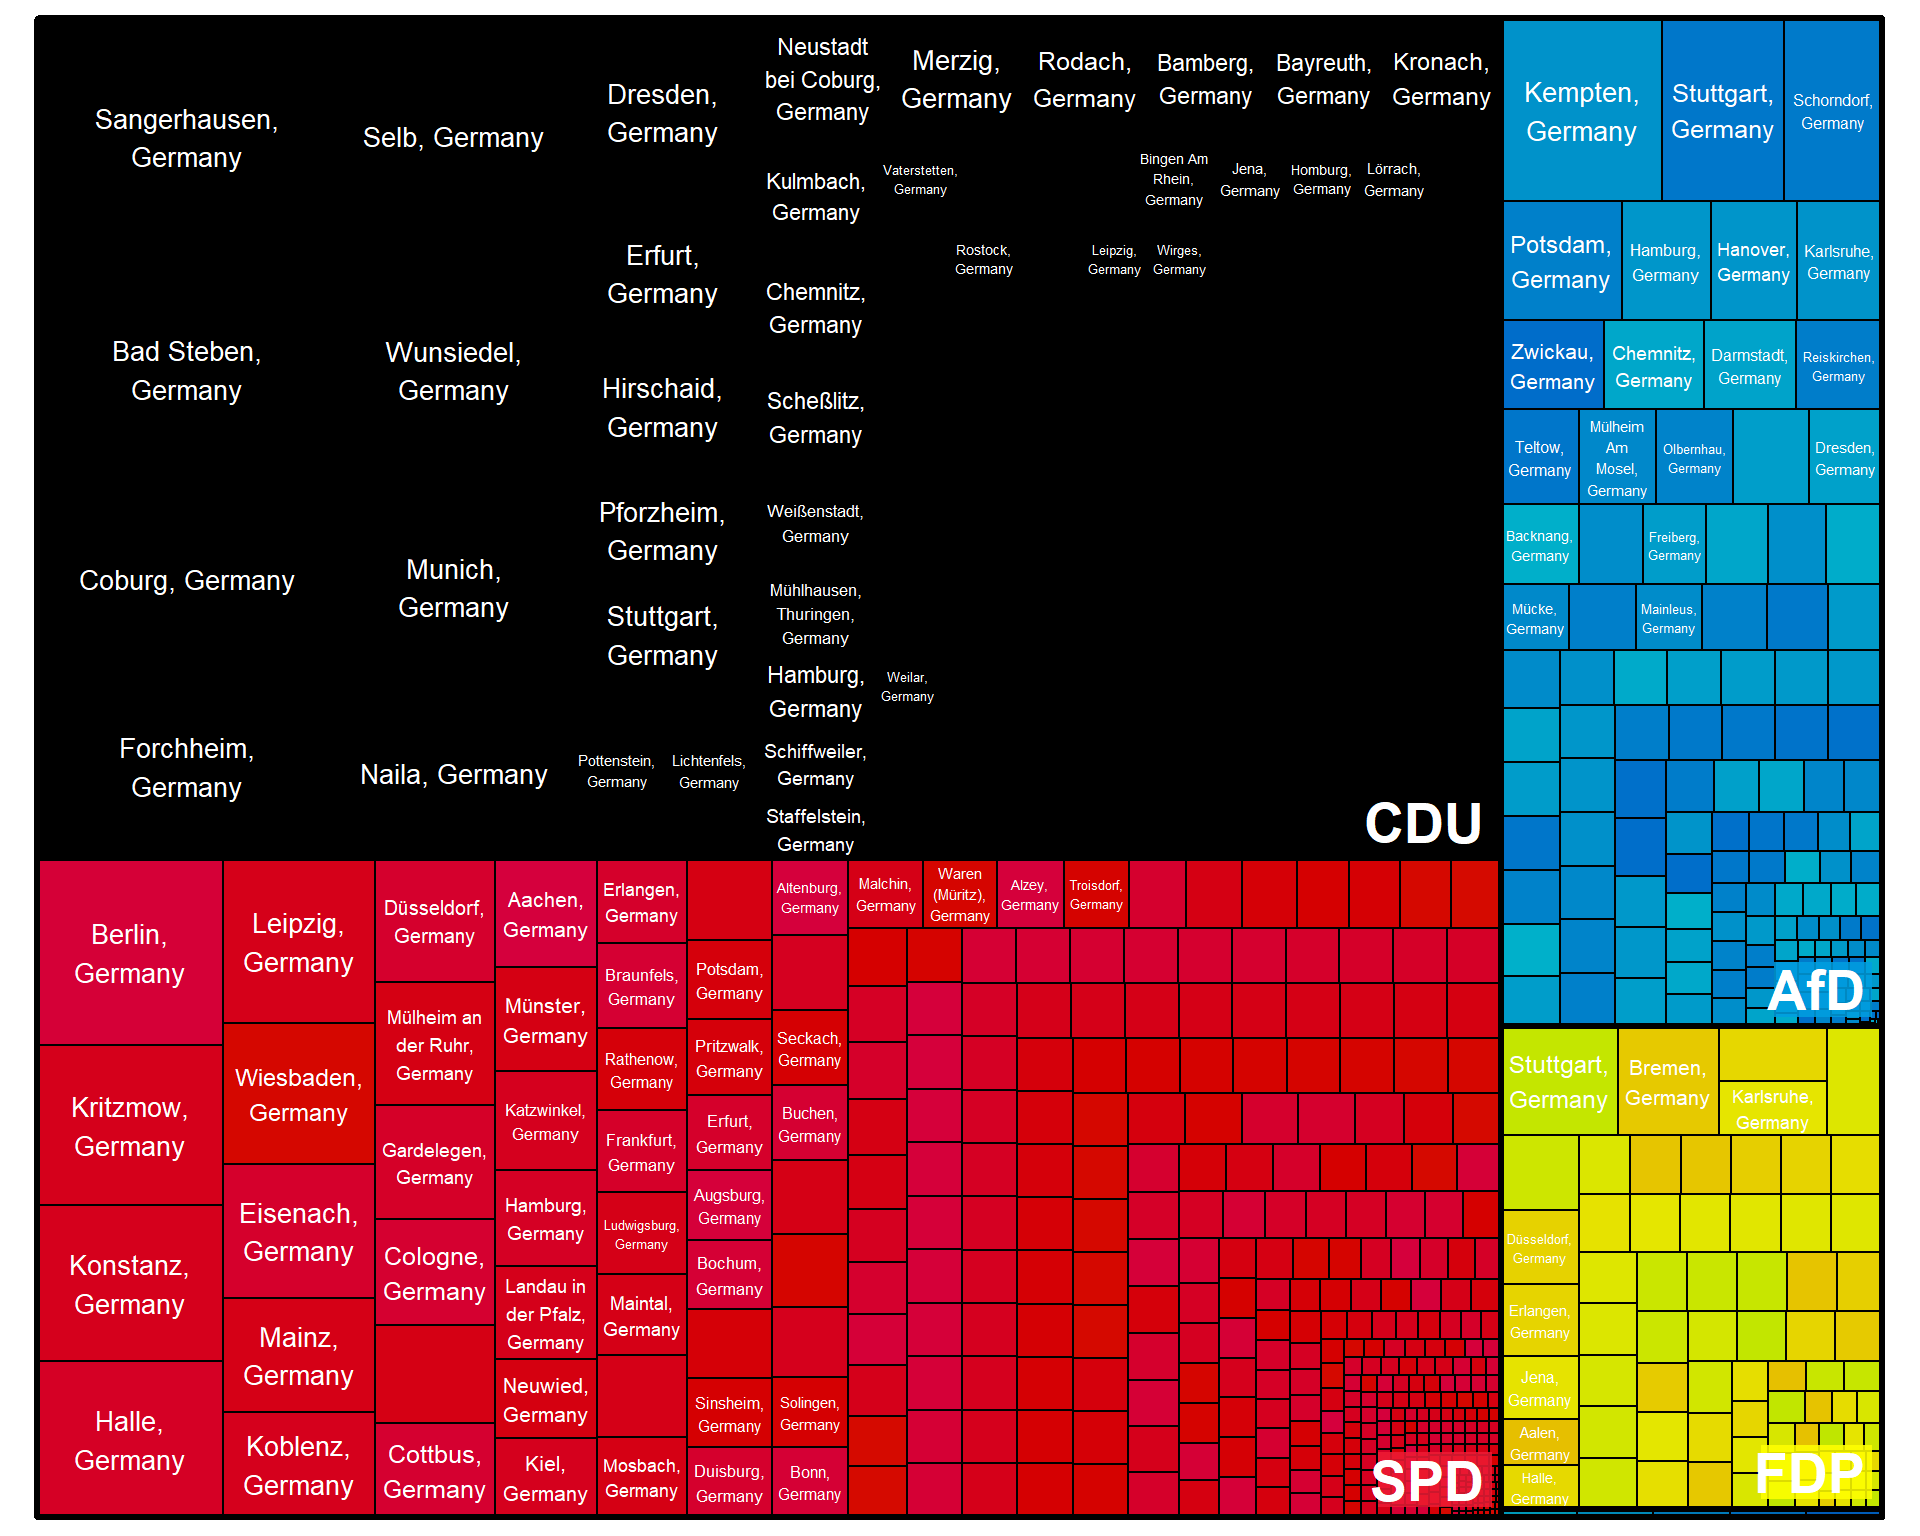 Sangerhausen,
Germany
Bad Steben,
Germany
Coburg, Germany
Forchheim,
Germany
Selb, Germany
Wunsiedel,
Germany
Munich,
Germany
Naila, Germany
Dresden,
Germany
Erfurt,
Germany
Hirschaid,
Germany
Pforzheim,
Germany
Stuttgart,
Germany
Pottenstein,
Germany
Lichtenfels,
Germany
Neustadt
bei Coburg,
Germany
Kulmbach,
Germany
Chemnitz,
Germany
Scheßlitz,
Germany
Weißenstadt,
Germany
Mühlhausen,
Thuringen,
Germany
Hamburg,
Germany
Schiffweiler,
Germany
Staffelstein,
Germany
Merzig,
Germany
Rodach,
Germany
Bamberg,
Germany
Bayreuth,
Germany
Kronach,
Germany
Vaterstetten,
Germany
Bingen Am
Rhein,
Germany
Jena,
Germany
Homburg,
Germany
Lörrach,
Germany
Rostock,
Germany
Leipzig,
Germany
Wirges,
Germany
Weilar,
Germany
CDU
Berlin,
Germany
Kritzmow,
Germany
Konstanz,
Germany
Halle,
Germany
Leipzig,
Germany
Wiesbaden,
Germany
Eisenach,
Germany
Mainz,
Germany
Koblenz,
Germany
Düsseldorf,
Germany
Mülheim an
der Ruhr,
Germany
Gardelegen,
Germany
Cologne,
Germany
Cottbus,
Germany
Aachen,
Germany
Münster,
Germany
Katzwinkel,
Germany
Hamburg,
Germany
Landau in
der Pfalz,
Germany
Neuwied,
Germany
Kiel,
Germany
Erlangen,
Germany
Braunfels,
Germany
Rathenow,
Germany
Frankfurt,
Germany
Ludwigsburg,
Germany
Maintal,
Germany
Mosbach,
Germany
Potsdam,
Germany
Pritzwalk,
Germany
Erfurt,
Germany
Augsburg,
Germany
Bochum,
Germany
Sinsheim,
Germany
Duisburg,
Germany
Altenburg,
Germany
Seckach,
Germany
Buchen,
Germany
Solingen,
Germany
Bonn,
Germany
Malchin,
Germany
Waren
(Müritz),
Germany
Alzey,
Germany
Troisdorf,
Germany
SPD
Kempten,
Germany
Stuttgart,
Germany
Schorndorf,
Germany
Potsdam,
Germany
Hamburg,
Germany
Hanover,
Germany
Karlsruhe,
Germany
Zwickau,
Germany
Chemnitz,
Germany
Darmstadt,
Germany
Reiskirchen,
Germany
Teltow,
Germany
Mülheim
Am
Mosel,
Germany
Olbernhau,
Germany
Dresden,
Germany
Backnang,
Germany
Freiberg,
Germany
Mücke,
Germany
Mainleus,
Germany
AfD
Stuttgart,
Germany
Bremen,
Germany
Karlsruhe,
Germany
Düsseldorf,
Germany
Erlangen,
Germany
Jena,
Germany
Aalen,
Germany
Halle,
Germany
FDP